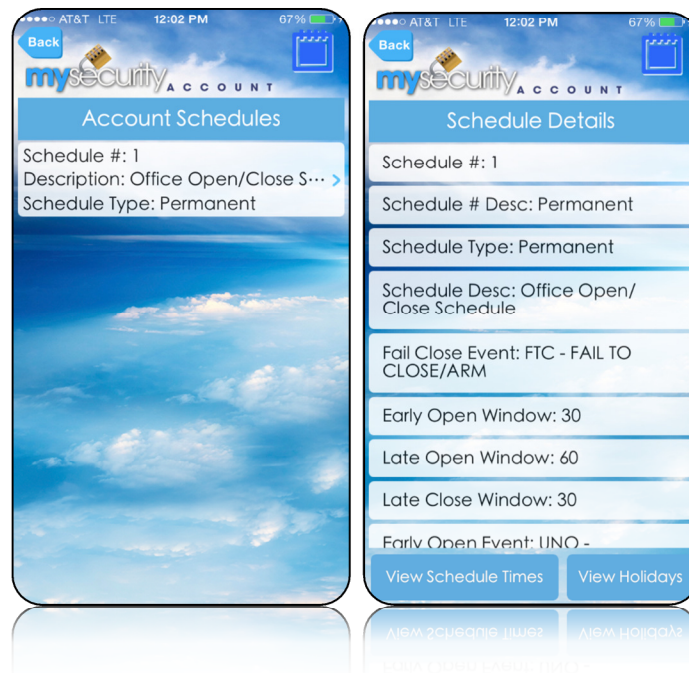 AT&T LTE 12:02 PM 67%
Back
mysecurity
ACCOUNT
Account Schedules
Schedule #: 1
Description: Office Open/Close S...
Schedule Type: Permanent
AT&T LTE 12:02 PM 67%
Back
mysecurity
ACCOUNT
Schedule Details
Schedule #: 1
Schedule # Desc: Permanent
Schedule Type: Permanent
Schedule Desc: Office Open/
Close Schedule
Fail Close Event: FTC - FAIL TO
CLOSE/ARM
Early Open Window: 30
Late Open Window: 60
Late Close Window: 30
Early Open Event: UNO -
View Schedule Times
View Holidays